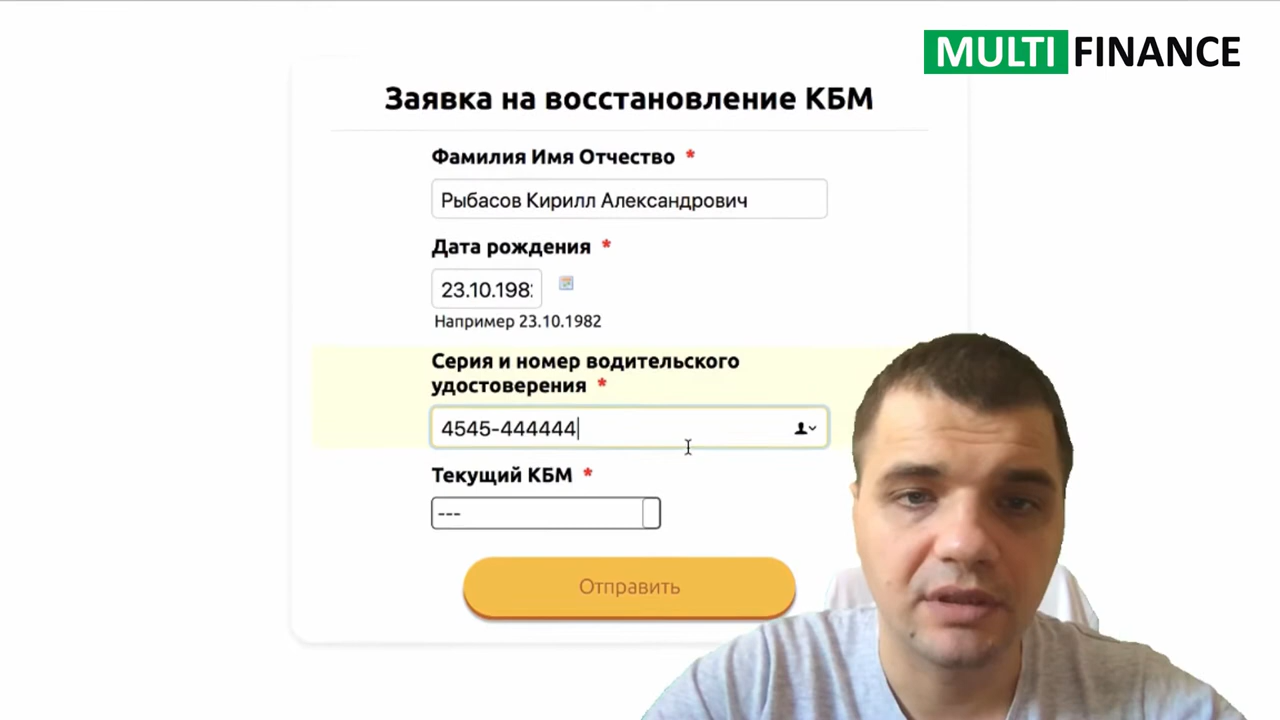 MULTI FINANCE
Заявка на восстановление КБМ
Фамилия Имя Отчество *
Рыбасов Кирилл Александрович
Дата рождения *
23.10.198
Например 23.10.1982
Серия и номер водительского
удостоверения *
4545-444444
Текущий КБМ *
---
Отправить